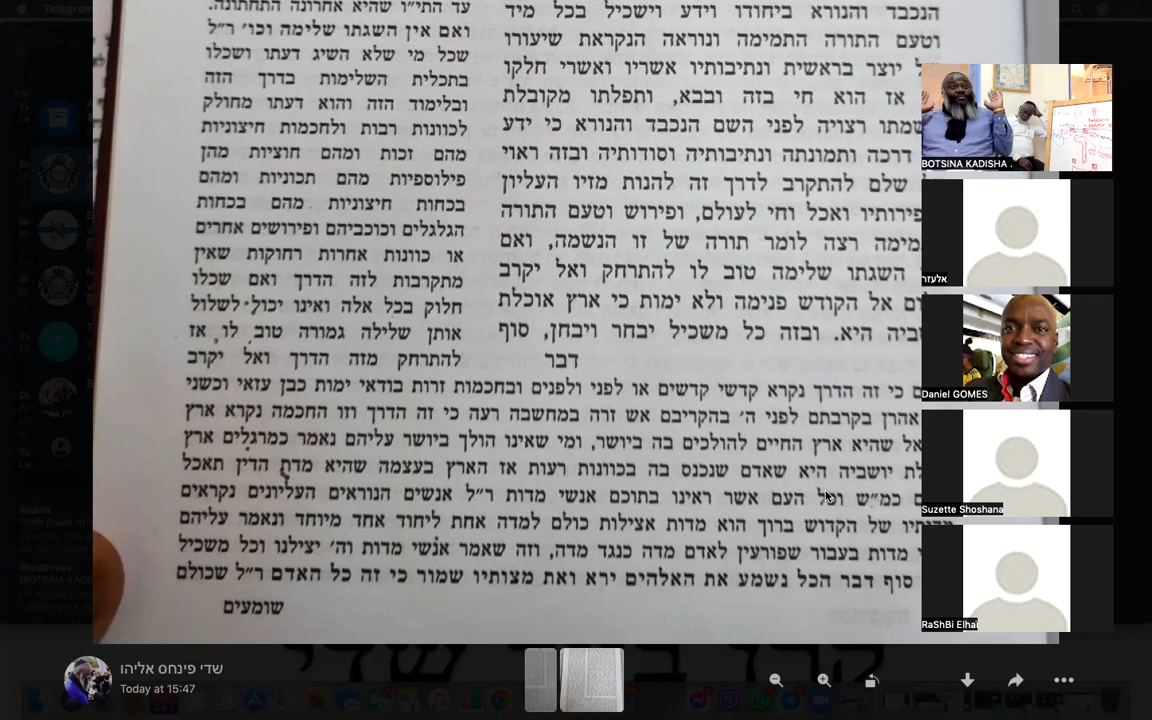 Telegram
הנכבד והנורא ביחודו וידע וישכיל בכל מיד
וטעם התורה התמימה ונוראה הנקראת שיעורו
יוצר בראשית ונתיבותיו אשריו ואשרי חלקו
אז הוא חי בזה ובבא, ותפלתו מקובלת
רצויה לפני השם הנכבד והנורא כי ידע
דרכה ותמונתה ונתיבותיה וסודותיה ובזה ראוי
שלם להתקרב לדרך זה להנות מזיו העליון
ואכל וחי לעולם, ופירוש וטעם התורה
רצה לומר תורה של זו הנשמה, ואם
השגתו שלימה טוב לו להתרחק ואל יקרב
אל הקודש פנימה ולא ימות כי ארץ אוכלת
היא. ובזה כל משכיל יבחר ויבחן, סוף
דבר
עד התי״ו שהיא אחרונה התחתונה.
ואם אין השגתו שלימה וכו׳ ר״ל
שכל מי שלא השיג דעתו ושכלו
בתכלית השלימות בדרך הזה
ובלימוד הזה והוא דעתו מחולק
לכוונות רבות ולחכמות חיצוניות
מהם זכות ומהם חוציות מהן
פילוספיות מהם תכוניות ומהם
בכחות חיצוניות מהם בכחות
הגלגלים וכוכביהם ופירושים אחרים
או כוונות אחרות רחוקות שאין
מתקרבות לזה הדרך ואם שכלו
חלוק בכל אלה ואינו יכול לשלול
אותן שלילה גמורה טוב לו, אז
להתרחק מזה הדרך ואל יקרב
כי זה הדרך נקרא קדשי קדשים או לפני ולפנים ובחכמות זרות בודאי ימות כבן עזאי וכשני
אהרן בקרבתם לפני ה׳ בהקריבם אש זרה במחשבה רעה כי זה הדרך וזו החכמה נקרא ארץ
שהיא ארץ החיים להולכים בה ביושר, ומי שאינו הולך ביושר עליהם נאמר כמרגלים ארץ
יושביה היא שאדם שנכנס בה בכוונות רעות אז הארץ בעצמה שהיא מדת הדין תאכל
כמ״ש וכל העם אשר ראינו בתוכם אנשי מדות ר״ל אנשים הנוראים העליונים נקראים
של הקדוש ברוך הוא מדות אצילות כולם למדה אחת ליחוד אחד מיוחד ונאמר עליהם
מדות בעבור שפורעין לאדם מדה כנגד מדה, וזה שאמר אנשי מדות וה׳ יצילנו וכל משכיל
סוף דבר הכל נשמע את האלהים ירא ואת מצותיו שמור כי זה כל האדם ר״ל שכולם
שומעים
BOTSINA KADISHA .
אלעזר
Daniel GOMES
Suzette Shoshana
RaShBi Elhai
Reddit
WordPress
שדי פינחס אליהו
Today at 15:47